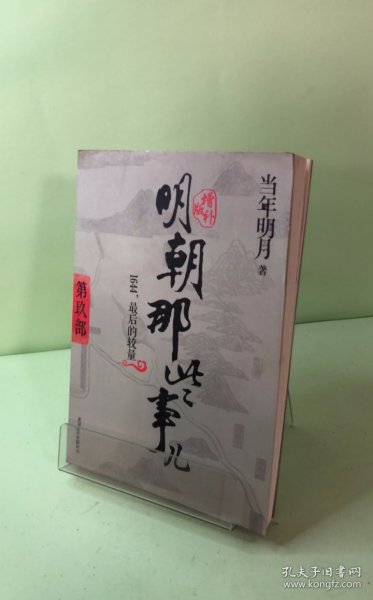 当年明月 著
增补版
明朝那些事儿
1644，最后的较量
第玖部
孔夫子旧书网
www.kongfz.com